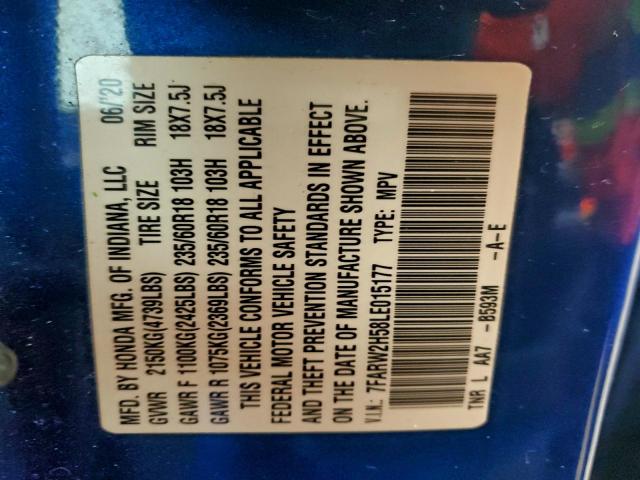 MFD. BY HONDA MFG. OF INDIANA, LLC 06/'20
GVWR 2150KG(4739LBS) TIRE SIZE RIM SIZE
GAWR F 1100KG(2425LBS) 235/60R18 103H 18X7.5J
GAWR R 1075KG(2369LBS) 235/60R18 103H 18X7.5J
THIS VEHICLE CONFORMS TO ALL APPLICABLE
FEDERAL MOTOR VEHICLE SAFETY
AND THEFT PREVENTION STANDARDS IN EFFECT
ON THE DATE OF MANUFACTURE SHOWN ABOVE.
V.I.N.: 7FARW2H58LE015177 TYPE: MPV
TNR L AA7 -B593M -A-E